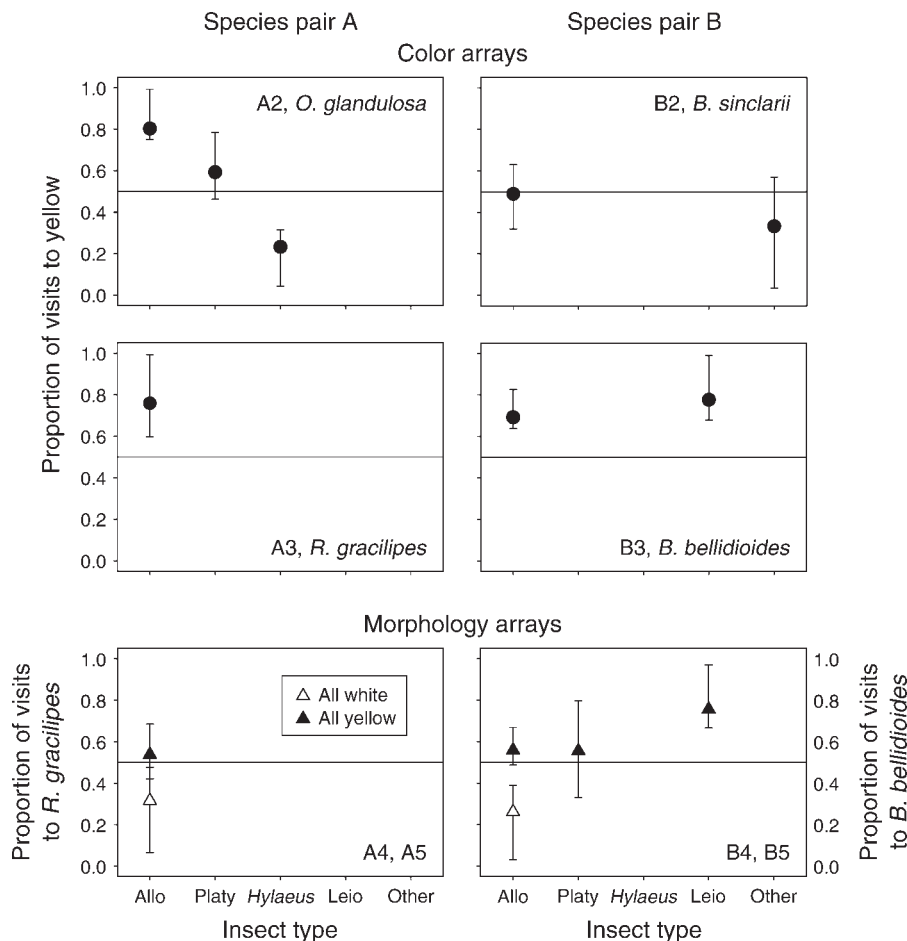 Species pair A
Species pair B
Color arrays
Proportion of visits to yellow
1.0
0.8
0.6
0.4
0.2
0.0
A2, O. glandulosa
B2, B. sinclarii
1.0
0.8
0.6
0.4
0.2
0.0
A3, R. gracilipes
B3, B. bellidioides
Morphology arrays
Proportion of visits
to R. gracilipes
1.0
0.8
0.6
0.4
0.2
0.0
All white
All yellow
A4, A5
B4, B5
1.0
0.8
0.6
0.4
0.2
0.0
Proportion of visits
to B. bellidioides
Allo Platy Hylaeus Leio Other
Allo Platy Hylaeus Leio Other
Insect type
Insect type